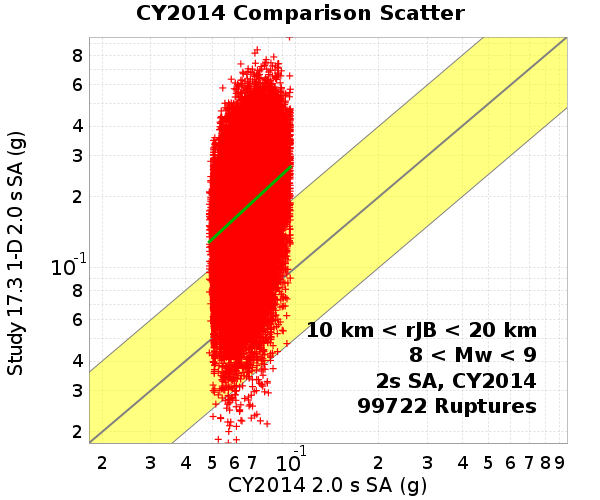 CY2014 Comparison Scatter
Study 17.3 1-D 2.0 s SA (g)
8
6
4
3
2
10-1
8
6
4
3
2
10 km < rJB < 20 km
8 < Mw < 9
2s SA, CY2014
99722 Ruptures
2 3 4 5 6 7 10-1 2 3 4 5 6 7 8 9
CY2014 2.0 s SA (g)